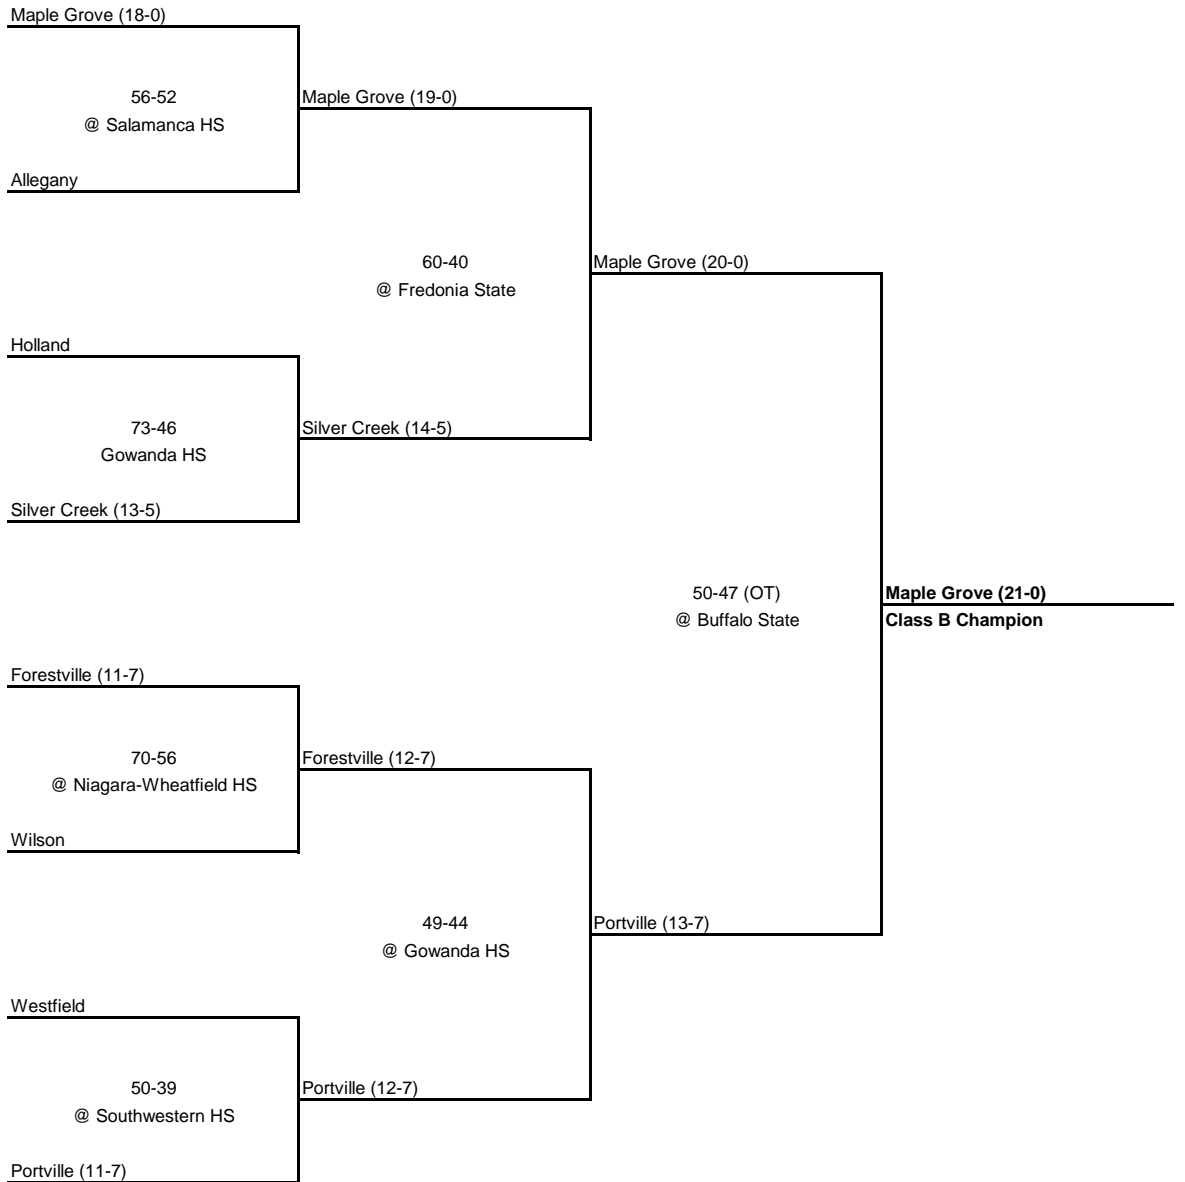 Maple Grove (18-0)
56-52
@ Salamanca HS
Maple Grove (19-0)
Allegany
60-40
@ Fredonia State
Maple Grove (20-0)
Holland
73-46
Gowanda HS
Silver Creek (14-5)
Silver Creek (13-5)
50-47 (OT)
@ Buffalo State
Maple Grove (21-0)
Class B Champion
Forestville (11-7)
70-56
@ Niagara-Wheatfield HS
Forestville (12-7)
Wilson
49-44
@ Gowanda HS
Portville (13-7)
Westfield
50-39
@ Southwestern HS
Portville (12-7)
Portville (11-7)